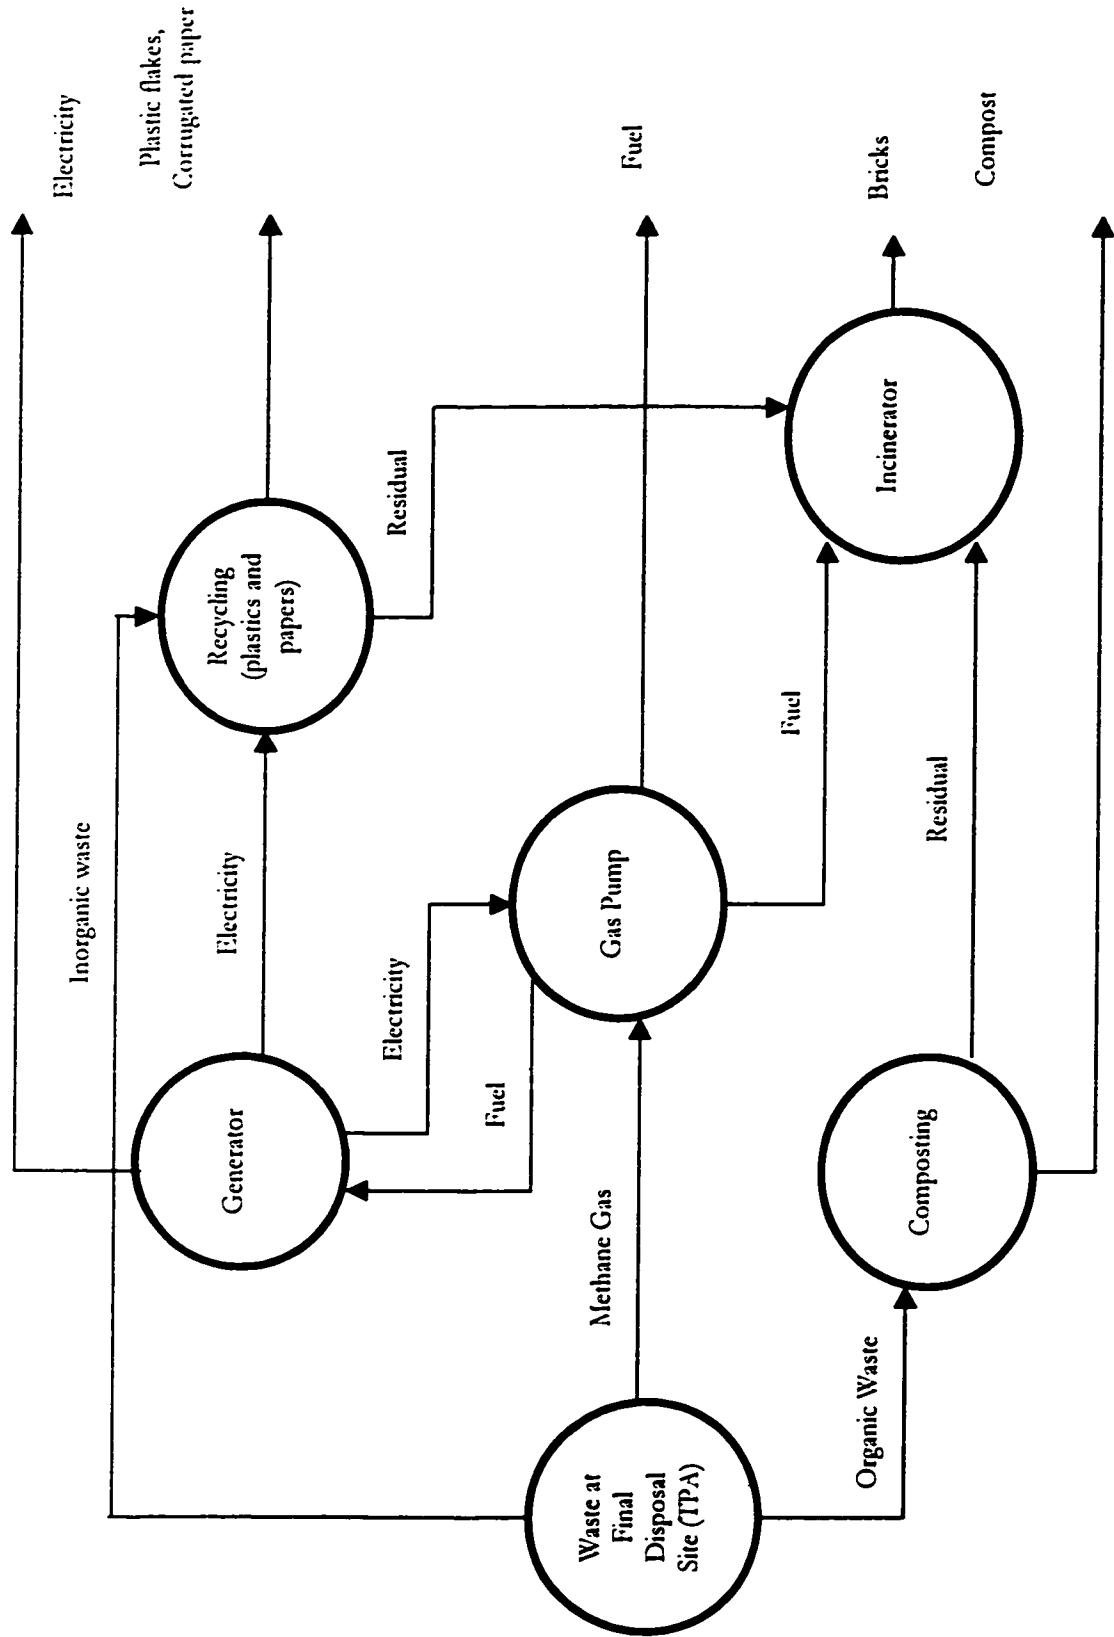 Electricity
Plastic flakes,
Corrugated paper
Inorganic waste
Recycling
(plastics and
papers)
Electricity
Generator
Residual
Electricity
Fuel
Fuel
Gas Pump
Methane Gas
Waste at
Final
Disposal
Site (TPA)
Fuel
Bricks
Incinerator
Organic Waste
Composting
Residual
Compost